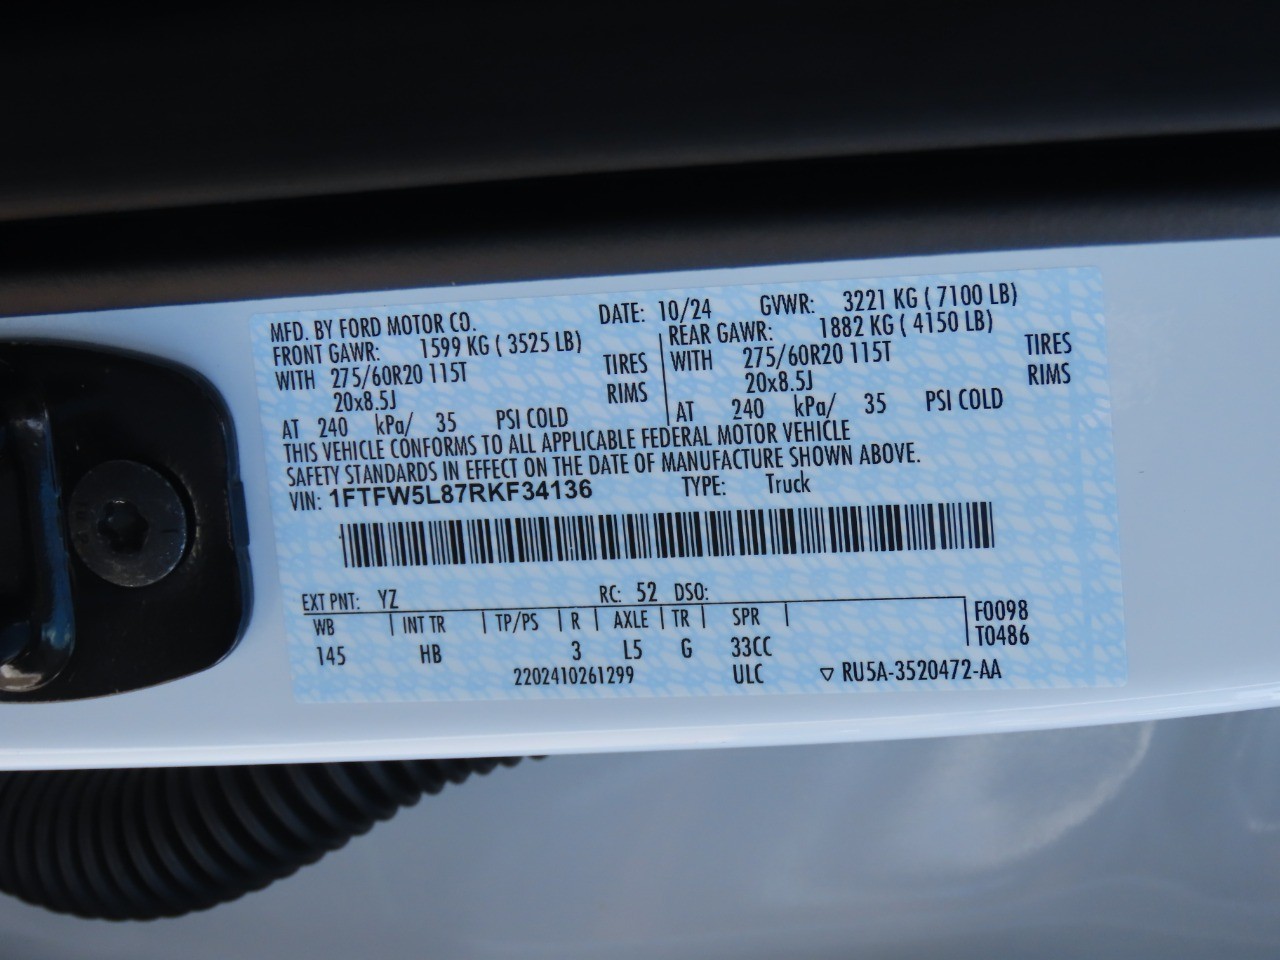 MFD. BY FORD MOTOR CO. DATE: 10/24 GVWR: 3221 KG ( 7100 LB)
FRONT GAWR: 1599 KG ( 3525 LB) REAR GAWR: 1882 KG ( 4150 LB)
WITH 275/60R20 115T TIRES WITH 275/60R20 115T TIRES
20x8.5J RIMS 20x8.5J RIMS
AT 240 kPa/ 35 PSI COLD AT 240 kPa/ 35 PSI COLD
THIS VEHICLE CONFORMS TO ALL APPLICABLE FEDERAL MOTOR VEHICLE
SAFETY STANDARDS IN EFFECT ON THE DATE OF MANUFACTURE SHOWN ABOVE.
VIN: 1FTFW5L87RKF34136 TYPE: Truck
EXT PNT: YZ RC: 52 DSO:
WB INT TR TP/PS R AXLE TR SPR F0098
145 HB 3 L5 G 33CC T0486
2202410261299 ULC ▽ RU5A-3520472-AA